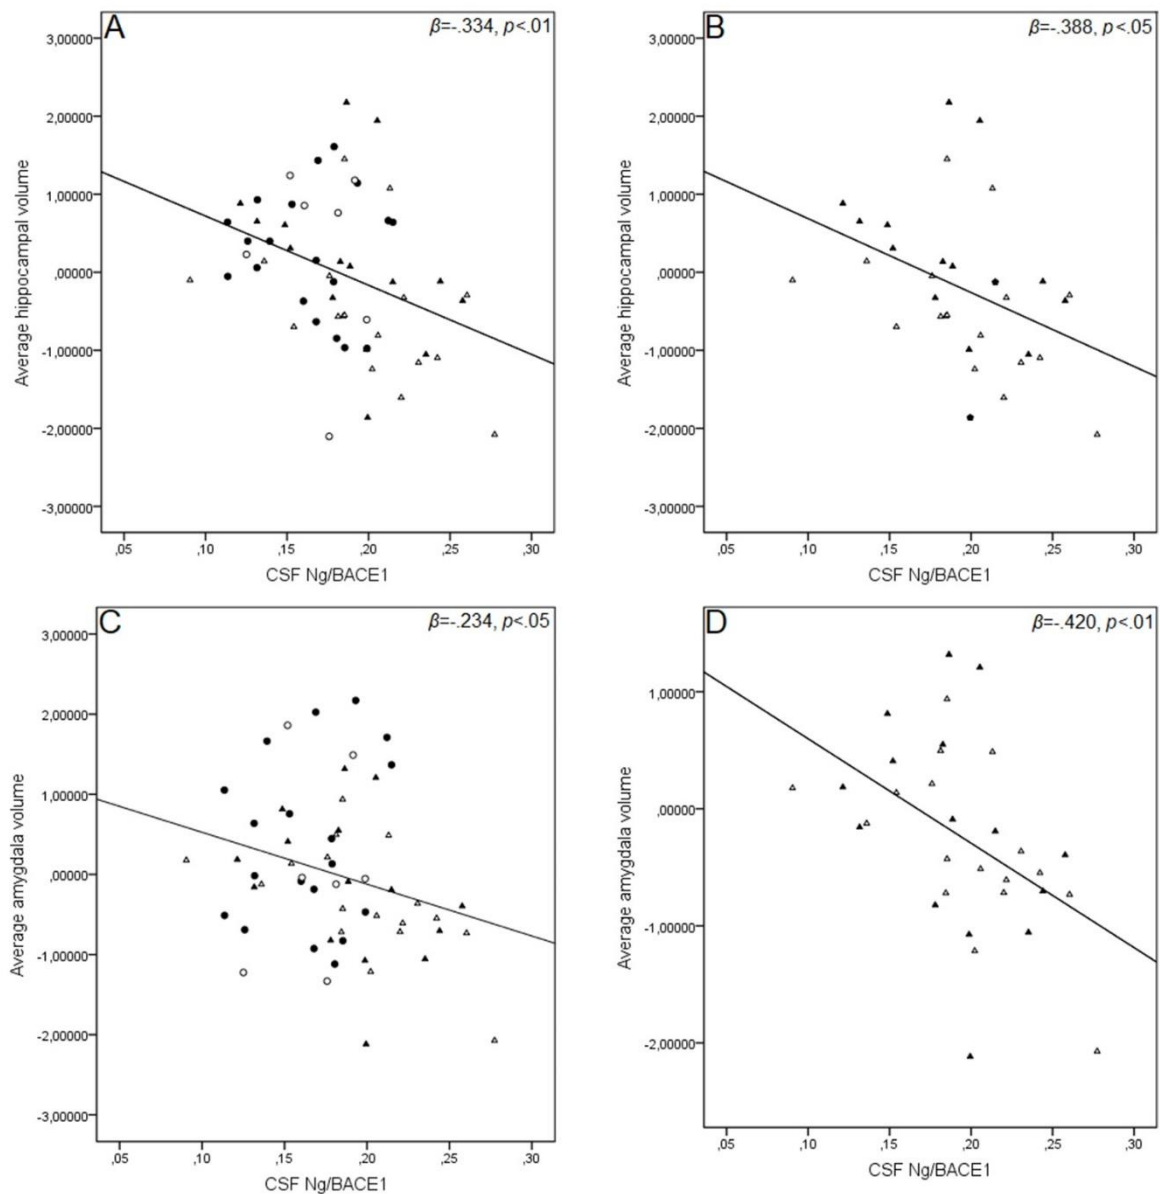 A
β=-.334, p<.01
3,00000
2,00000
1,00000
,00000
-1,00000
-2,00000
-3,00000
Average hippocampal volume
,05 ,10 ,15 ,20 ,25 ,30
CSF Ng/BACE1
B
β=-.388, p<.05
3,00000
2,00000
1,00000
,00000
-1,00000
-2,00000
-3,00000
Average hippocampal volume
,05 ,10 ,15 ,20 ,25 ,30
CSF Ng/BACE1
C
β=-.234, p<.05
3,00000
2,00000
1,00000
,00000
-1,00000
-2,00000
-3,00000
Average amygdala volume
,05 ,10 ,15 ,20 ,25 ,30
CSF Ng/BACE1
D
β=-.420, p<.01
1,00000
,00000
-1,00000
-2,00000
Average amygdala volume
,05 ,10 ,15 ,20 ,25 ,30
CSF Ng/BACE1